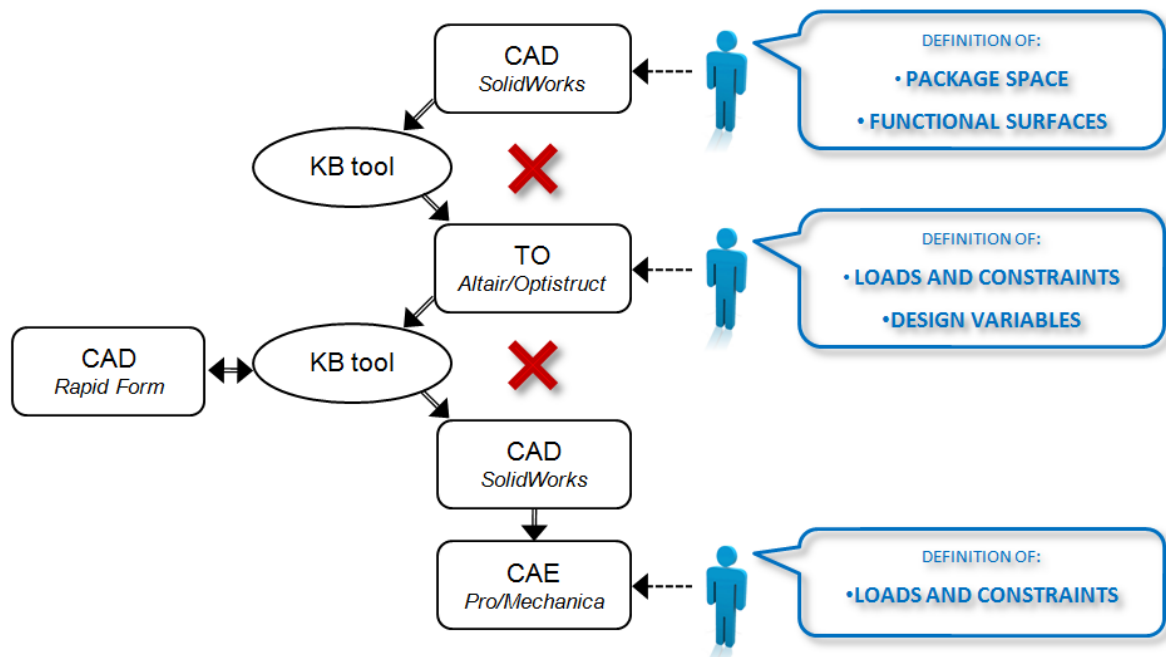 CAD
SolidWorks
DEFINITION OF:
• PACKAGE SPACE
• FUNCTIONAL SURFACES
KB tool
TO
Altair/Optistruct
DEFINITION OF:
• LOADS AND CONSTRAINTS
•DESIGN VARIABLES
CAD
Rapid Form
KB tool
CAD
SolidWorks
CAE
Pro/Mechanica
DEFINITION OF:
•LOADS AND CONSTRAINTS